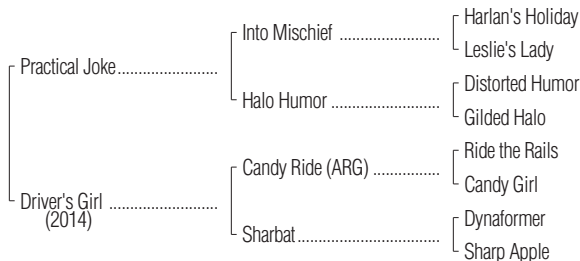 Harlan's Holiday
Into Mischief ..................
Leslie's Lady
Practical Joke..................
Distorted Humor
Halo Humor ....................
Gilded Halo
Ride the Rails
Candy Ride (ARG) ............
Candy Girl
Driver's Girl ...................
(2014)
Dynaformer
Sharbat..........................
Sharp Apple